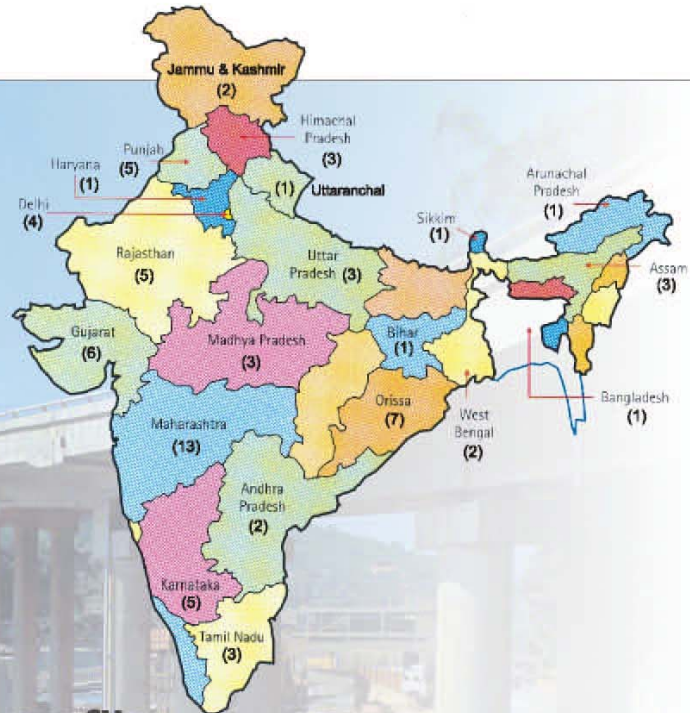 Jammu & Kashmir
(2)
Himachal
Pradesh
(3)
Punjab
(5)
Haryana
(1)
(1)
Uttaranchal
Delhi
(4)
Arunachal
Pradesh
(1)
Sikkim
(1)
Rajasthan
(5)
Uttar
Pradesh (3)
Assam
(3)
Gujarat
(6)
Madhya Pradesh
(3)
Bihar
(1)
Bangladesh
(1)
Orissa
(7)
West
Bengal
(2)
Maharashtra
(13)
Andhra
Pradesh
(2)
Karnataka
(5)
Tamil Nadu
(3)